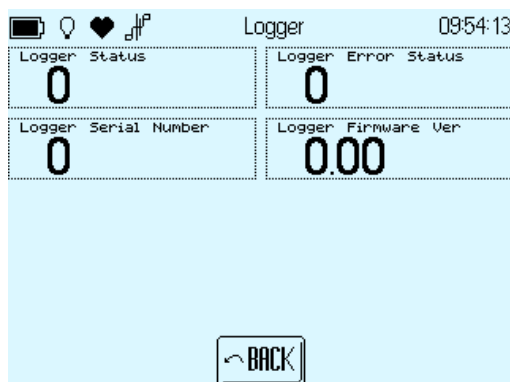 Logger 09:54:13
Logger Status Logger Error Status
0 0
Logger Serial Number Logger Firmware Ver
0 0.00
BACK